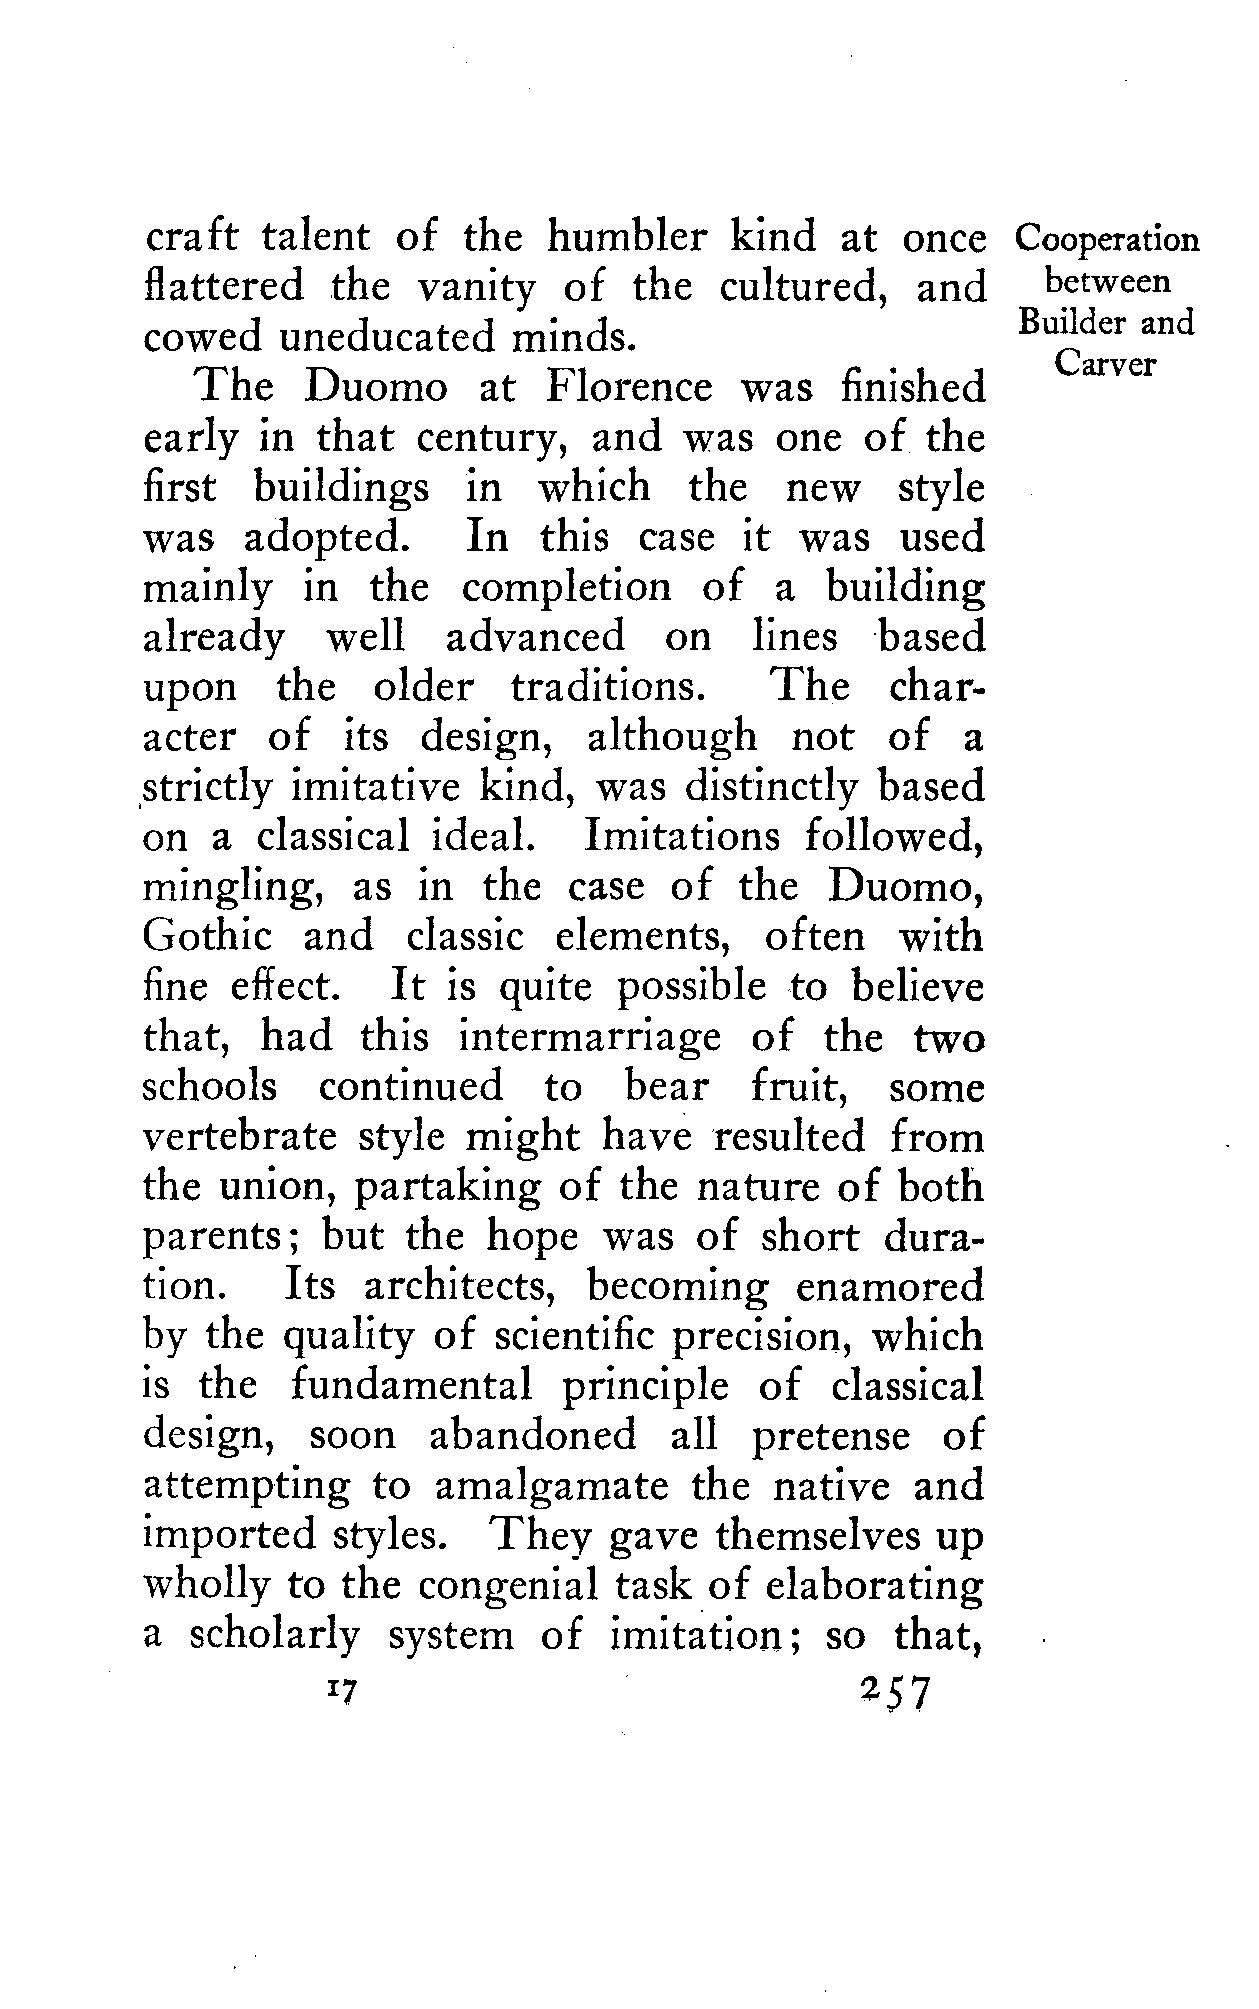 craft talent of the humbler kind at once
flattered the vanity of the cultured, and
cowed uneducated minds.
Cooperation
between
Builder and
Carver
The Duomo at Florence was finished
early in that century, and was one of the
first buildings in which the new style
was adopted. In this case it was used
mainly in the completion of a building
already well advanced on lines based
upon the older traditions. The char-
acter of its design, although not of a
strictly imitative kind, was distinctly based
on a classical ideal. Imitations followed,
mingling, as in the case of the Duomo,
Gothic and classic elements, often with
fine effect. It is quite possible to believe
that, had this intermarriage of the two
schools continued to bear fruit, some
vertebrate style might have resulted from
the union, partaking of the nature of both
parents; but the hope was of short dura-
tion. Its architects, becoming enamored
by the quality of scientific precision, which
is the fundamental principle of classical
design, soon abandoned all pretense of
attempting to amalgamate the native and
imported styles. They gave themselves up
wholly to the congenial task of elaborating
a scholarly system of imitation; so that,
17 257